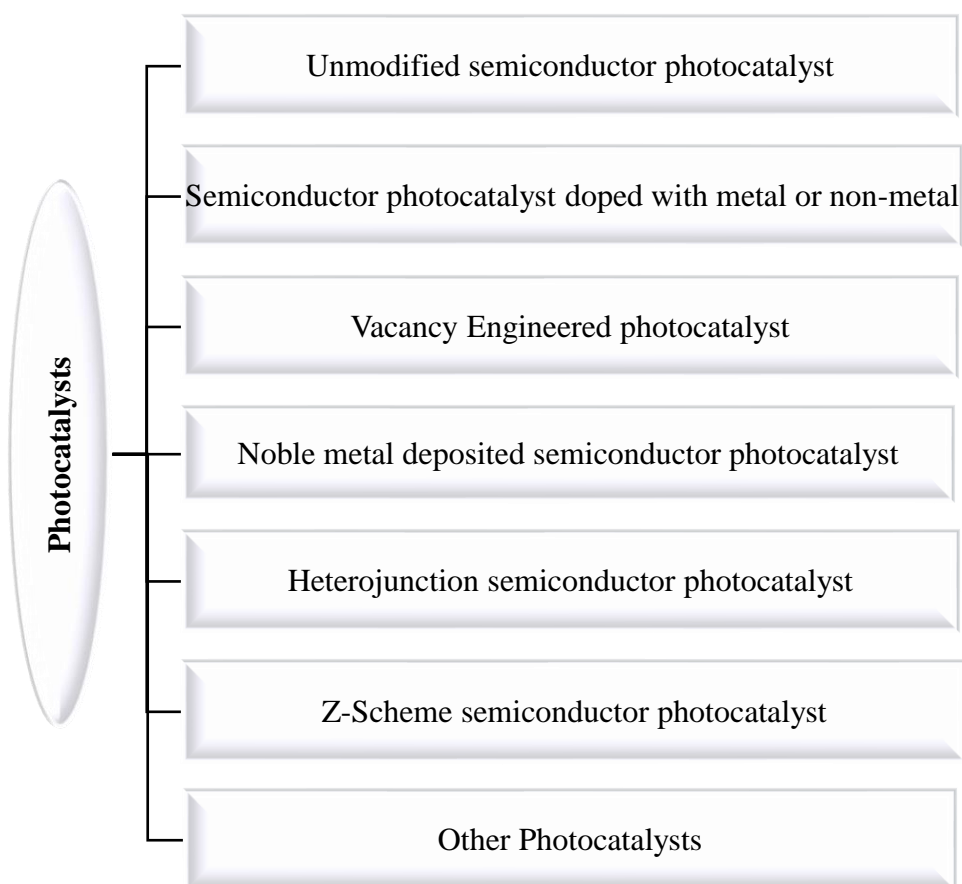 Photocatalysts
Unmodified semiconductor photocatalyst
Semiconductor photocatalyst doped with metal or non-metal
Vacancy Engineered photocatalyst
Noble metal deposited semiconductor photocatalyst
Heterojunction semiconductor photocatalyst
Z-Scheme semiconductor photocatalyst
Other Photocatalysts